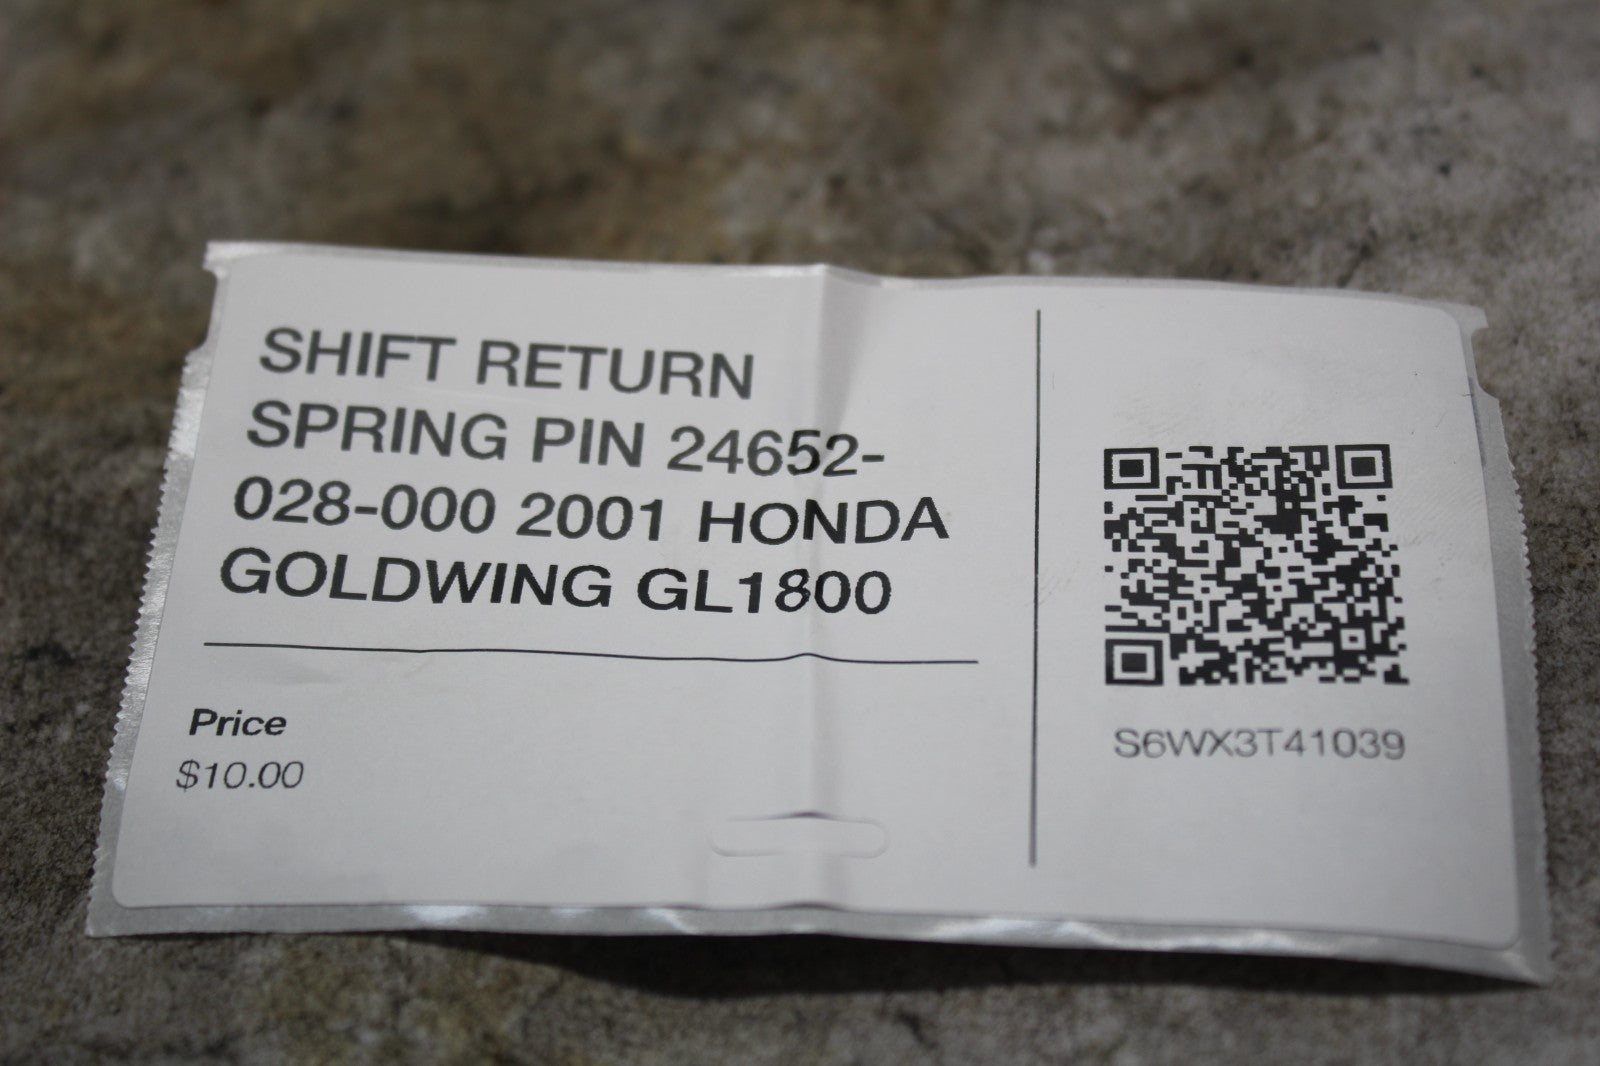 SHIFT RETURN
SPRING PIN 24652-
028-000 2001 HONDA
GOLDWING GL1800
Price
$10.00
S6WX3T41039